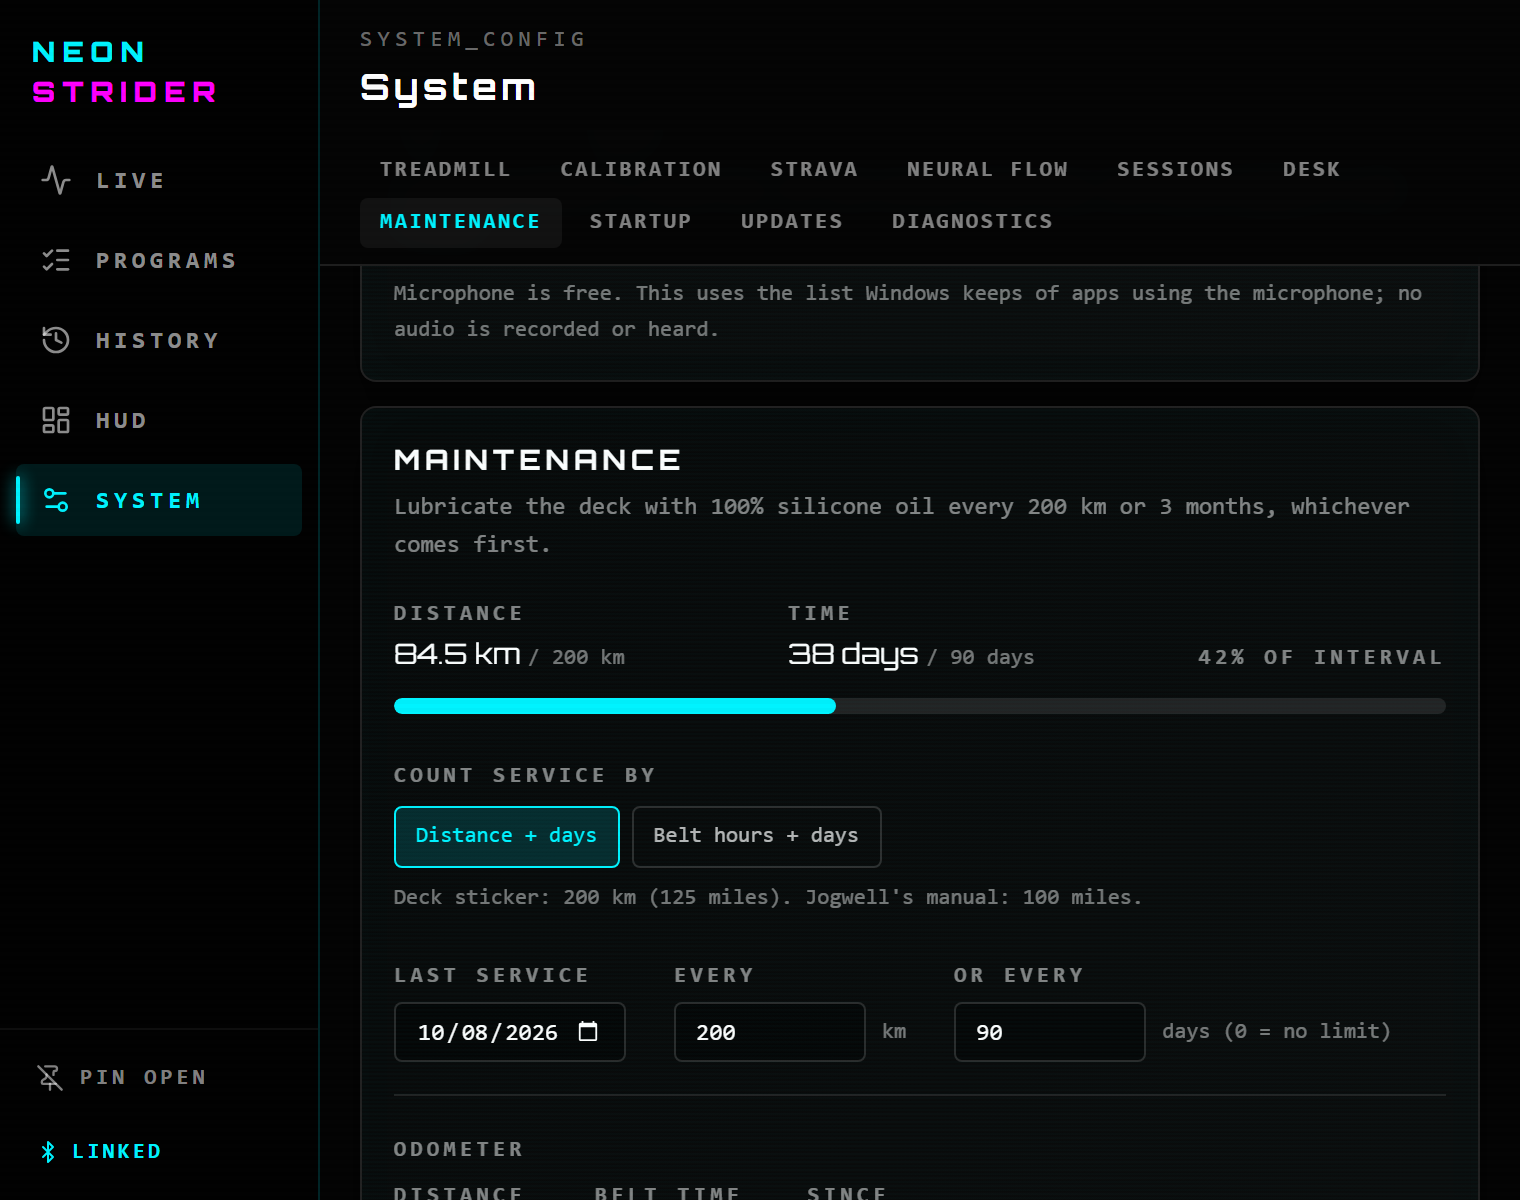 NEON
STRIDER
LIVE
PROGRAMS
HISTORY
HUD
SYSTEM
PIN OPEN
LINKED
SYSTEM_CONFIG
System
TREADMILL CALIBRATION STRAVA NEURAL FLOW SESSIONS DESK
MAINTENANCE STARTUP UPDATES DIAGNOSTICS
Microphone is free. This uses the list Windows keeps of apps using the microphone; no
audio is recorded or heard.
MAINTENANCE
Lubricate the deck with 100% silicone oil every 200 km or 3 months, whichever
comes first.
DISTANCE TIME
84.5 km / 200 km 38 days / 90 days 42% OF INTERVAL
COUNT SERVICE BY
Distance + days Belt hours + days
Deck sticker: 200 km (125 miles). Jogwell's manual: 100 miles.
LAST SERVICE EVERY OR EVERY
10/08/2026 200 km 90 days (0 = no limit)
ODOMETER
DISTANCE BELT TIME SINCE